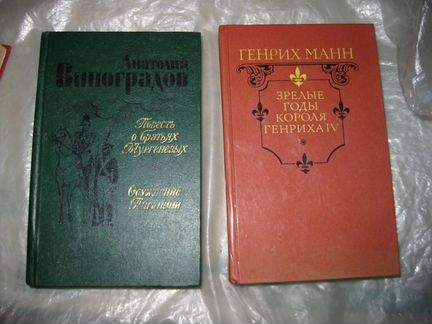 Анатолий
Виноградов
Повесть
о братьях
Тургеневых
Осуждение
Паганини
ГЕНРИХ МАНН
ЗРЕЛЫЕ
ГОДЫ
КОРОЛЯ
ГЕНРИХА IV